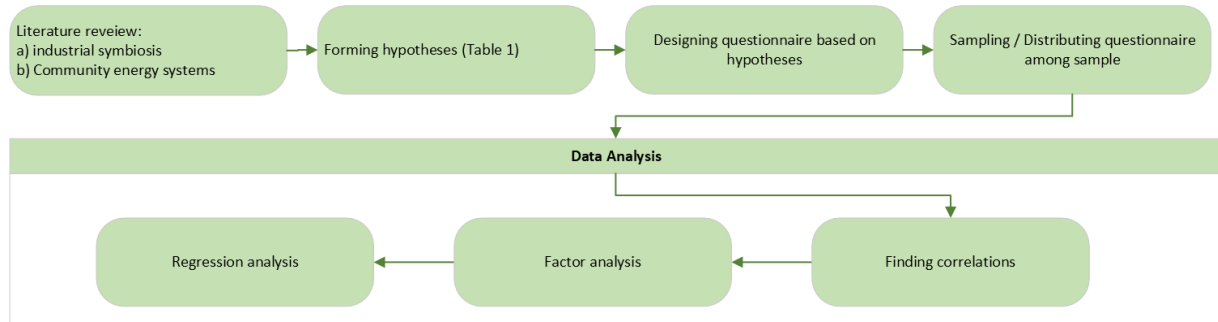 Literature reveiew:
a) industrial symbiosis
b) Community energy systems
Forming hypotheses (Table 1)
Designing questionnaire based on
hypotheses
Sampling / Distributing questionnaire
among sample
Data Analysis
Finding correlations
Factor analysis
Regression analysis